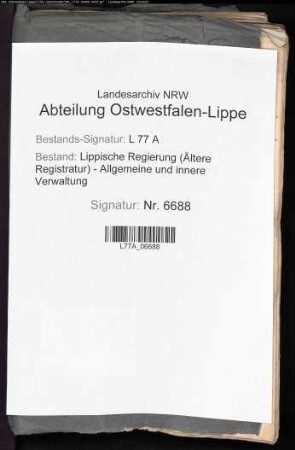 Landesarchiv NRW
Abteilung Ostwestfalen-Lippe
Bestands-Signatur: L 77 A
Bestand: Lippische Regierung (Ältere
Registratur) - Allgemeine und innere
Verwaltung
Signatur: Nr. 6688
L77A_06688